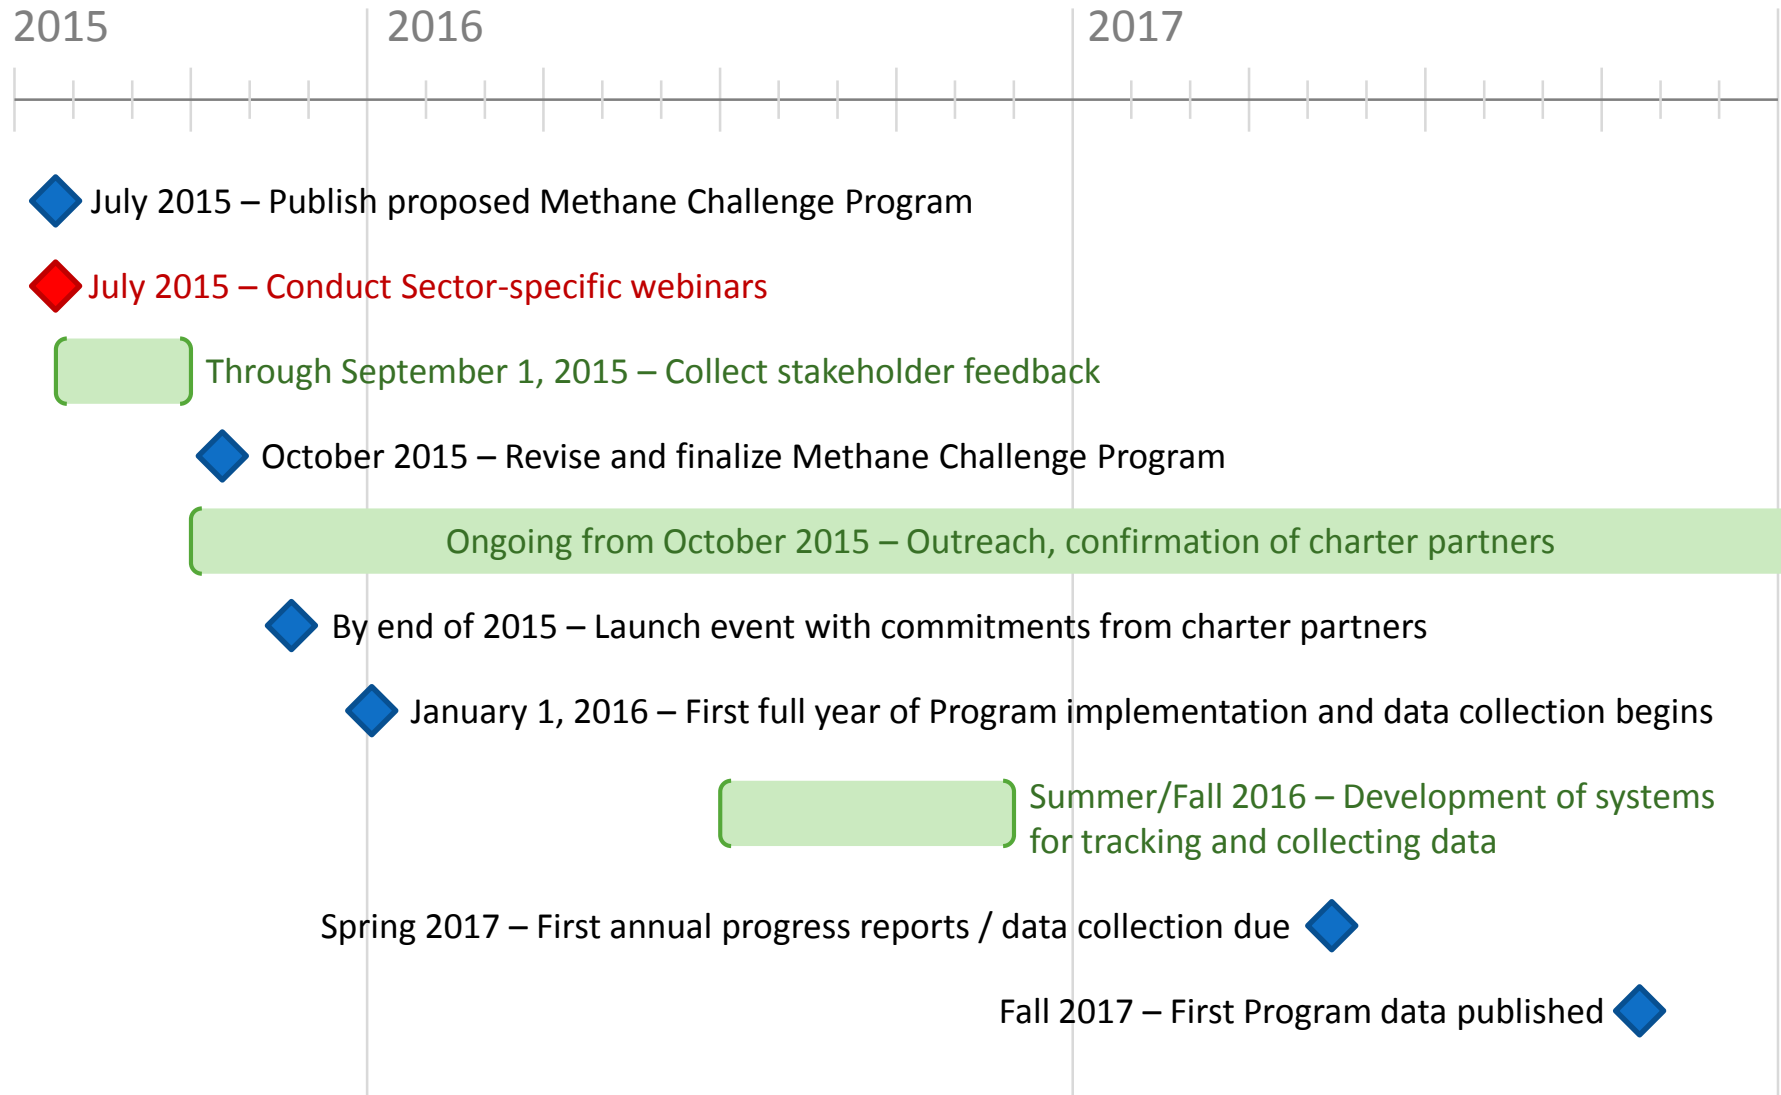 2015
2016
2017
July 2015 – Publish proposed Methane Challenge Program
July 2015 – Conduct Sector-specific webinars
Through September 1, 2015 – Collect stakeholder feedback
October 2015 – Revise and finalize Methane Challenge Program
Ongoing from October 2015 – Outreach, confirmation of charter partners
By end of 2015 – Launch event with commitments from charter partners
January 1, 2016 – First full year of Program implementation and data collection begins
Summer/Fall 2016 – Development of systems
for tracking and collecting data
Spring 2017 – First annual progress reports / data collection due
Fall 2017 – First Program data published